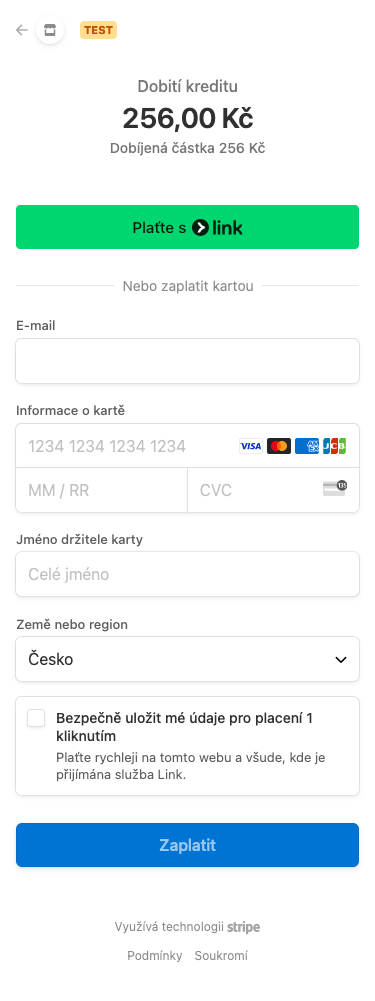 TEST
Dobití kreditu
256,00 Kč
Dobíjená částka 256 Kč
Plaťte s link
Nebo zaplatit kartou
E-mail
Informace o kartě
1234 1234 1234 1234 VISA AMEX JCB
MM / RR CVC 135
Jméno držitele karty
Celé jméno
Země nebo region
Česko
Bezpečně uložit mé údaje pro placení 1
kliknutím
Plaťte rychleji na tomto webu a všude, kde je
přijímána služba Link.
Zaplatit
Využívá technologii stripe
Podmínky Soukromí